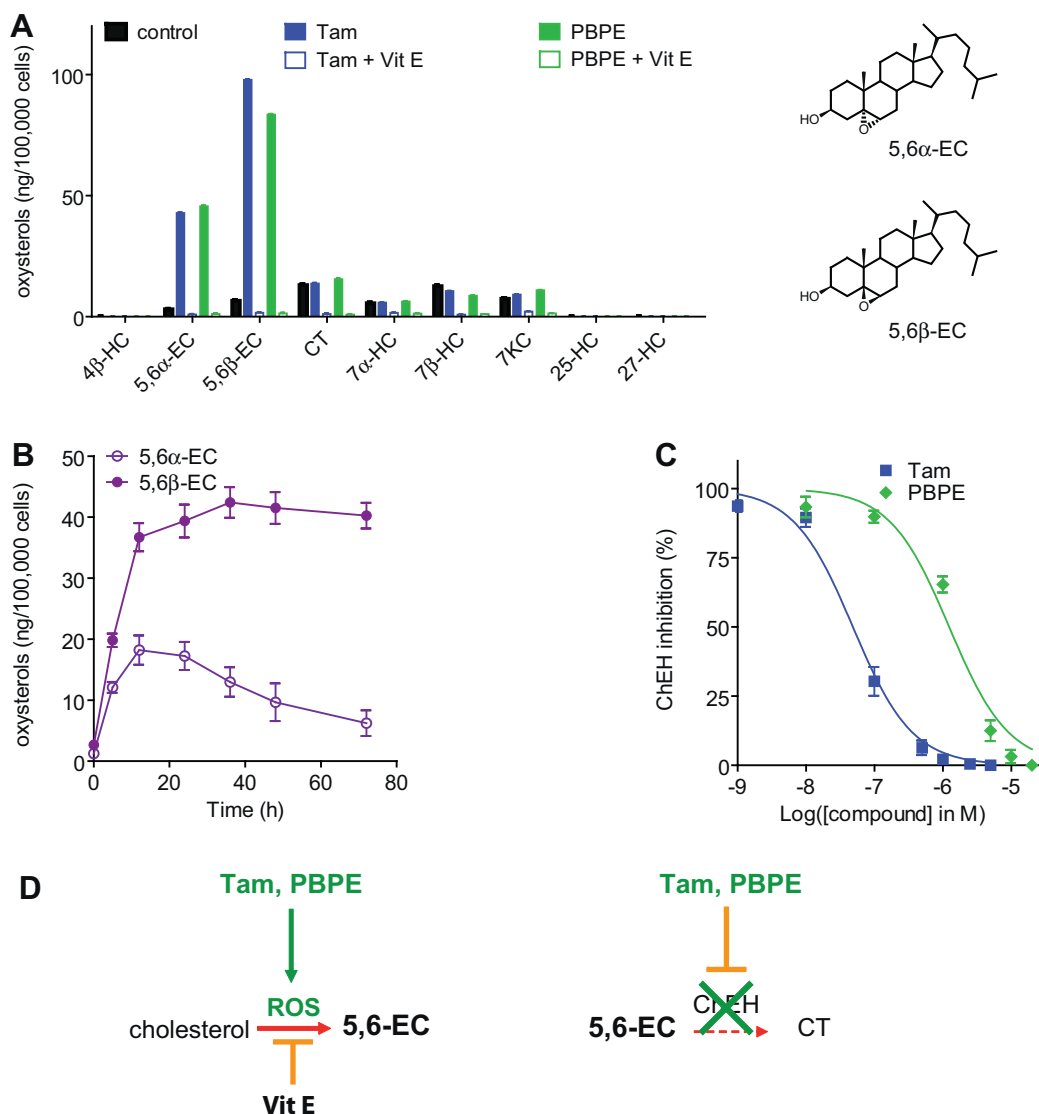 A
control
Tam
PBPE
Tam + Vit E
PBPE + Vit E
oxysterols (ng/100,000 cells)
100
50
0
4β-HC
5,6α-EC
5,6β-EC
CT
7α-HC
7β-HC
7KC
25-HC
27-HC
HO
O
5,6α-EC
HO
O
5,6β-EC
B
5,6α-EC
5,6β-EC
oxysterols (ng/100,000 cells)
50
40
30
20
10
0
0 20 40 60 80
Time (h)
C
Tam
PBPE
ChEH inhibition (%)
100
75
50
25
0
-9 -8 -7 -6 -5
Log([compound] in M)
D
Tam, PBPE
ROS
cholesterol 5,6-EC
Vit E
Tam, PBPE
ChEH
5,6-EC CT